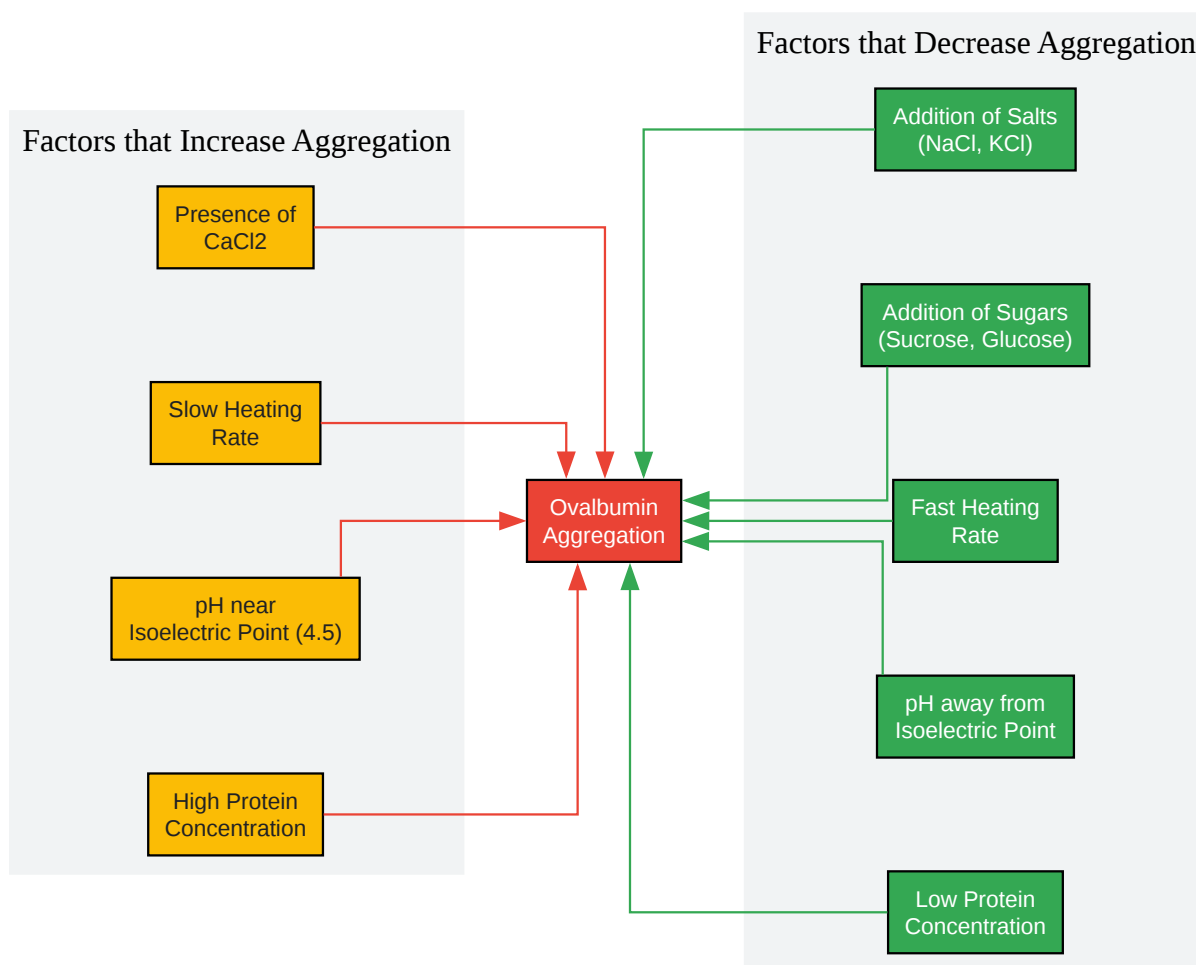 Factors that Increase Aggregation
Presence of
CaCl2
Slow Heating
Rate
pH near
Isoelectric Point (4.5)
High Protein
Concentration
Ovalbumin
Aggregation
Factors that Decrease Aggregation
Addition of Salts
(NaCl, KCl)
Addition of Sugars
(Sucrose, Glucose)
Fast Heating
Rate
pH away from
Isoelectric Point
Low Protein
Concentration